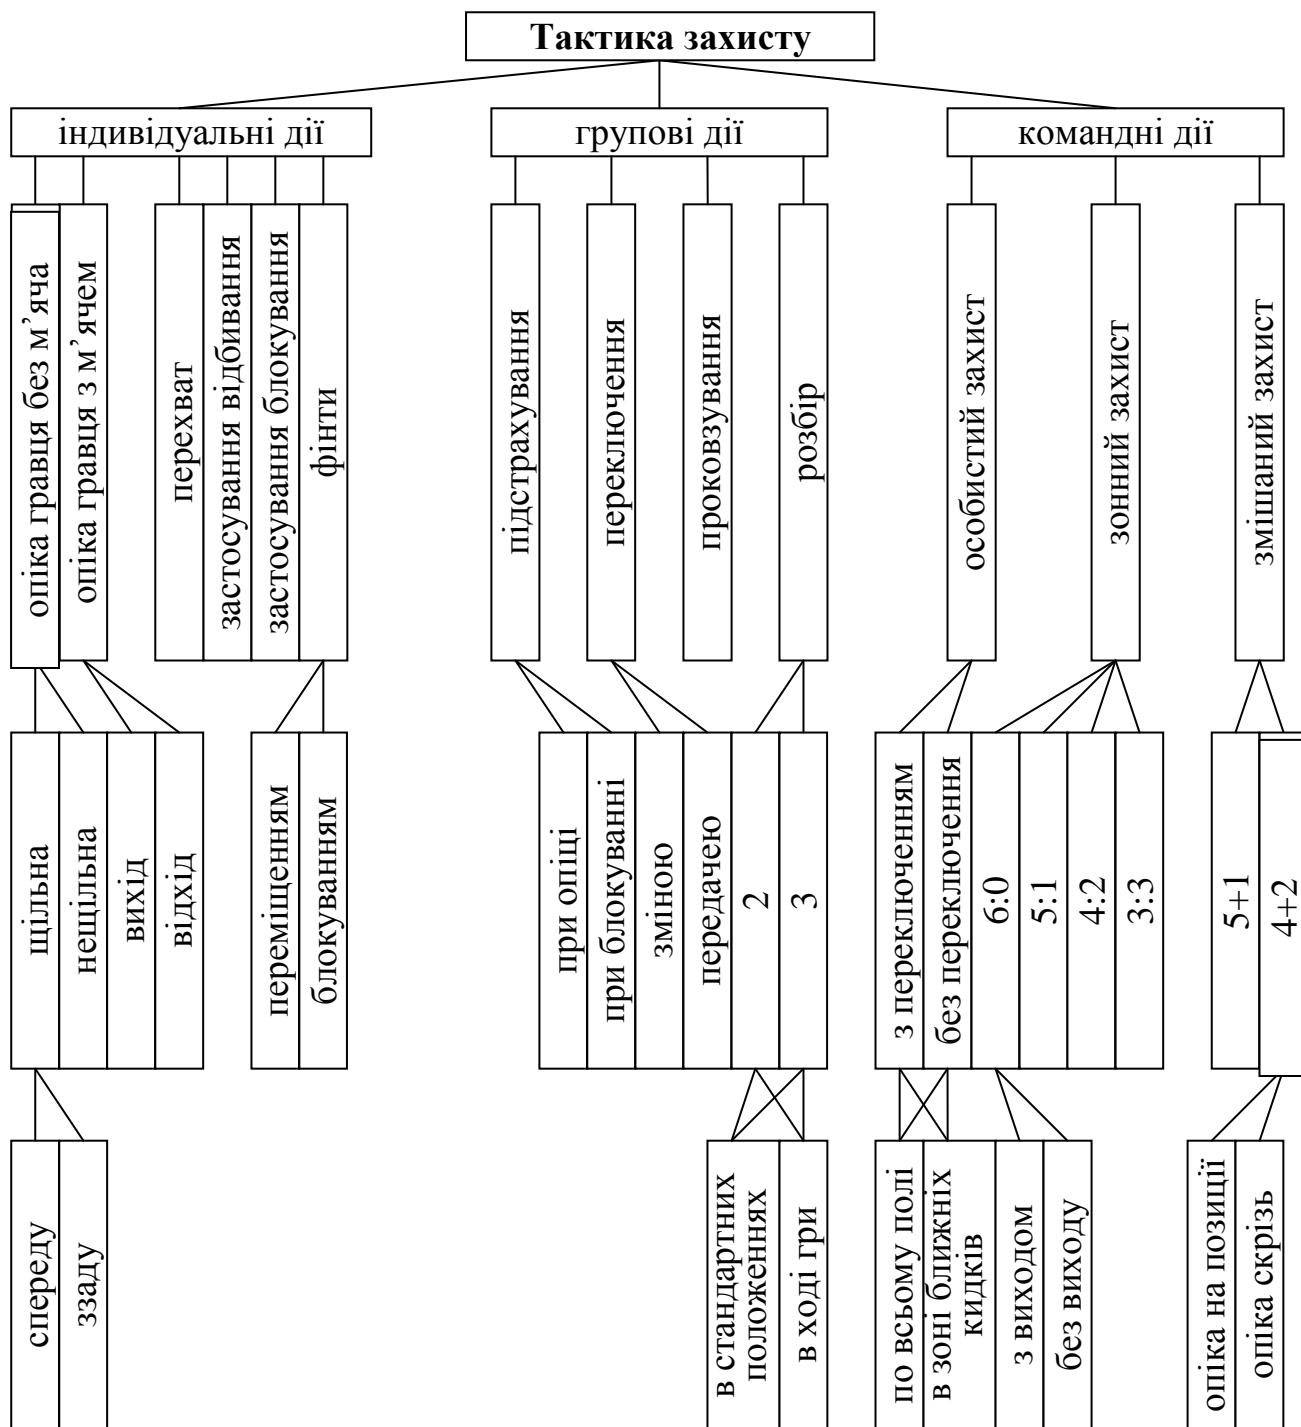 Тактика захисту
індивідуальні дії
групові дії
командні дії
опіка гравця без м’яча
опіка гравця з м’ячем
перехват
застосування відбивання
застосування блокування
фінти
підстрахування
переключення
проковзування
розбір
особистий захист
зонний захист
змішаний захист
щільна
нещільна
вихід
відхід
переміщенням
блокуванням
при опіці
при блокуванні
зміною
передачею
2
3
з переключенням
без переключення
6:0
5:1
4:2
3:3
5+1
4+2
спереду
ззаду
в стандартних
положеннях
в ході гри
по всьому полі
в зоні ближніх
кидків
з виходом
без виходу
опіка на позиції
опіка скрізь